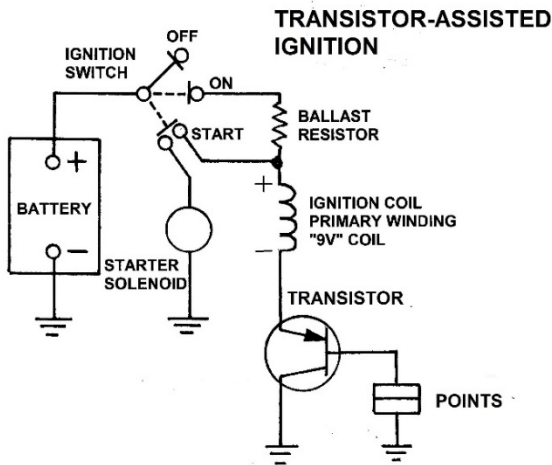 TRANSISTOR-ASSISTED
IGNITION
OFF
IGNITION
SWITCH
ON
BALLAST
RESISTOR
START
+
+
BATTERY
IGNITION COIL
PRIMARY WINDING
"9V" COIL
−
−
STARTER
SOLENOID
TRANSISTOR
POINTS